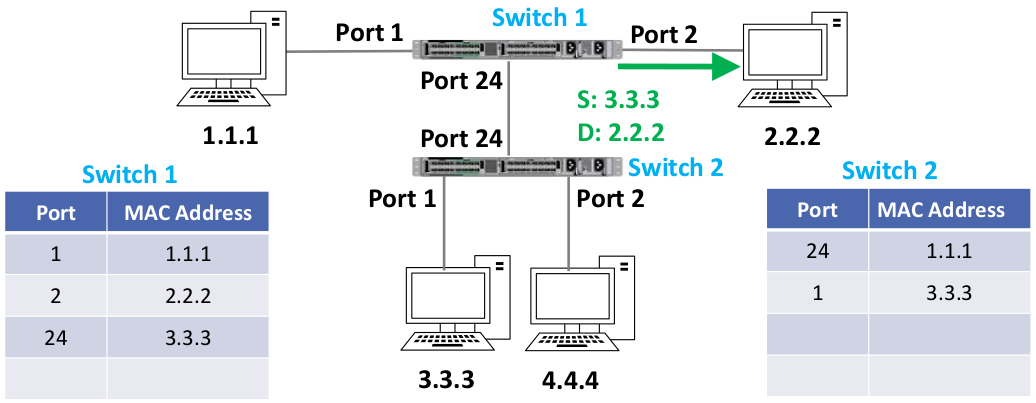 Switch 1
Port 1
Port 2
Port 24
S: 3.3.3
D: 2.2.2
1.1.1
2.2.2
Port 24
Switch 2
Port 1
Port 2
3.3.3
4.4.4
Switch 1
Port MAC Address
1 1.1.1
2 2.2.2
24 3.3.3
Switch 2
Port MAC Address
24 1.1.1
1 3.3.3